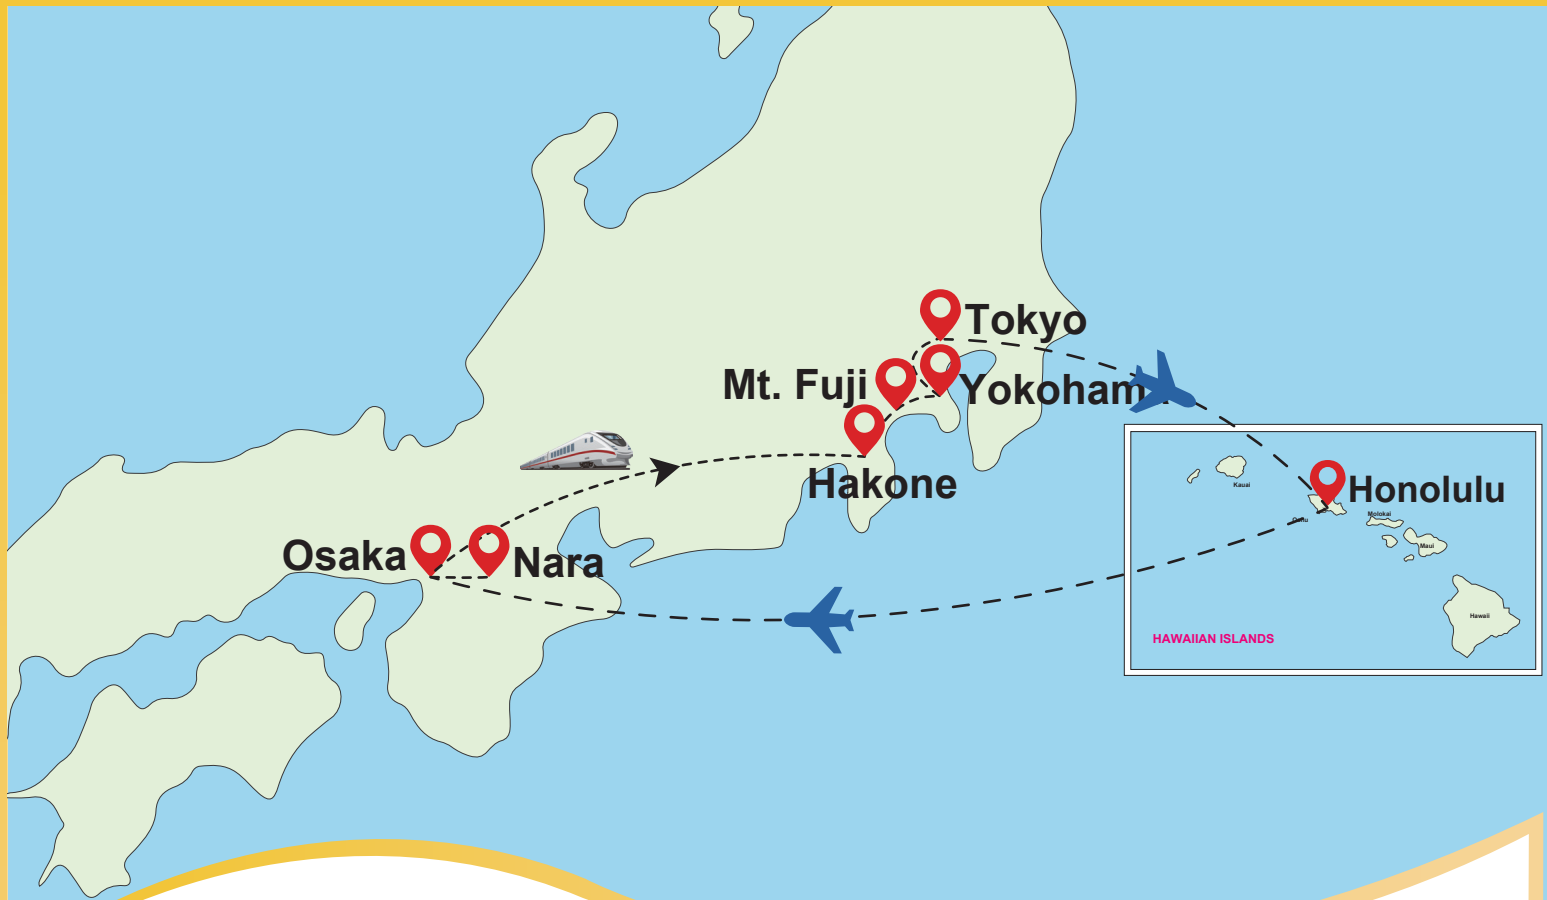 Tokyo
Mt. Fuji
Yokoham
Hakone
Osaka
Nara
Honolulu
Kauai
Oahu
Molokai
Maui
Hawaii
HAWAIIAN ISLANDS